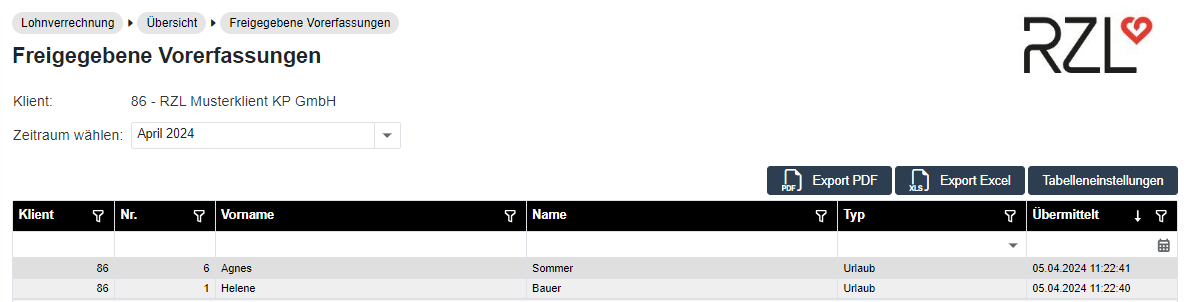 Lohnverrechnung Übersicht Freigegebene Vorerfassungen
RZL
Freigegebene Vorerfassungen
Klient: 86 - RZL Musterklient KP GmbH
Zeitraum wählen: April 2024
PDF Export PDF XLS Export Excel Tabelleneinstellungen
Klient Nr. Vorname Name Typ Übermittelt
86 6 Agnes Sommer Urlaub 05.04.2024 11:22:41
86 1 Helene Bauer Urlaub 05.04.2024 11:22:40